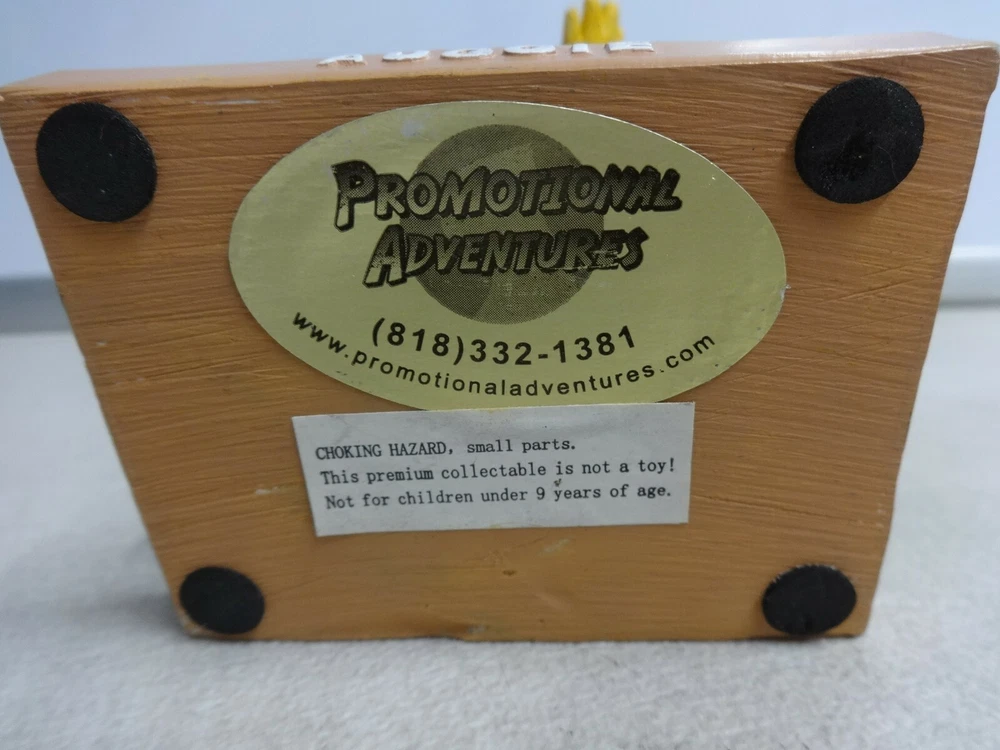 AUGGIE
PROMOTIONAL
ADVENTURES
(818)332-1381
www.promotionaladventures.com
CHOKING HAZARD, small parts.
This premium collectable is not a toy!
Not for children under 9 years of age.